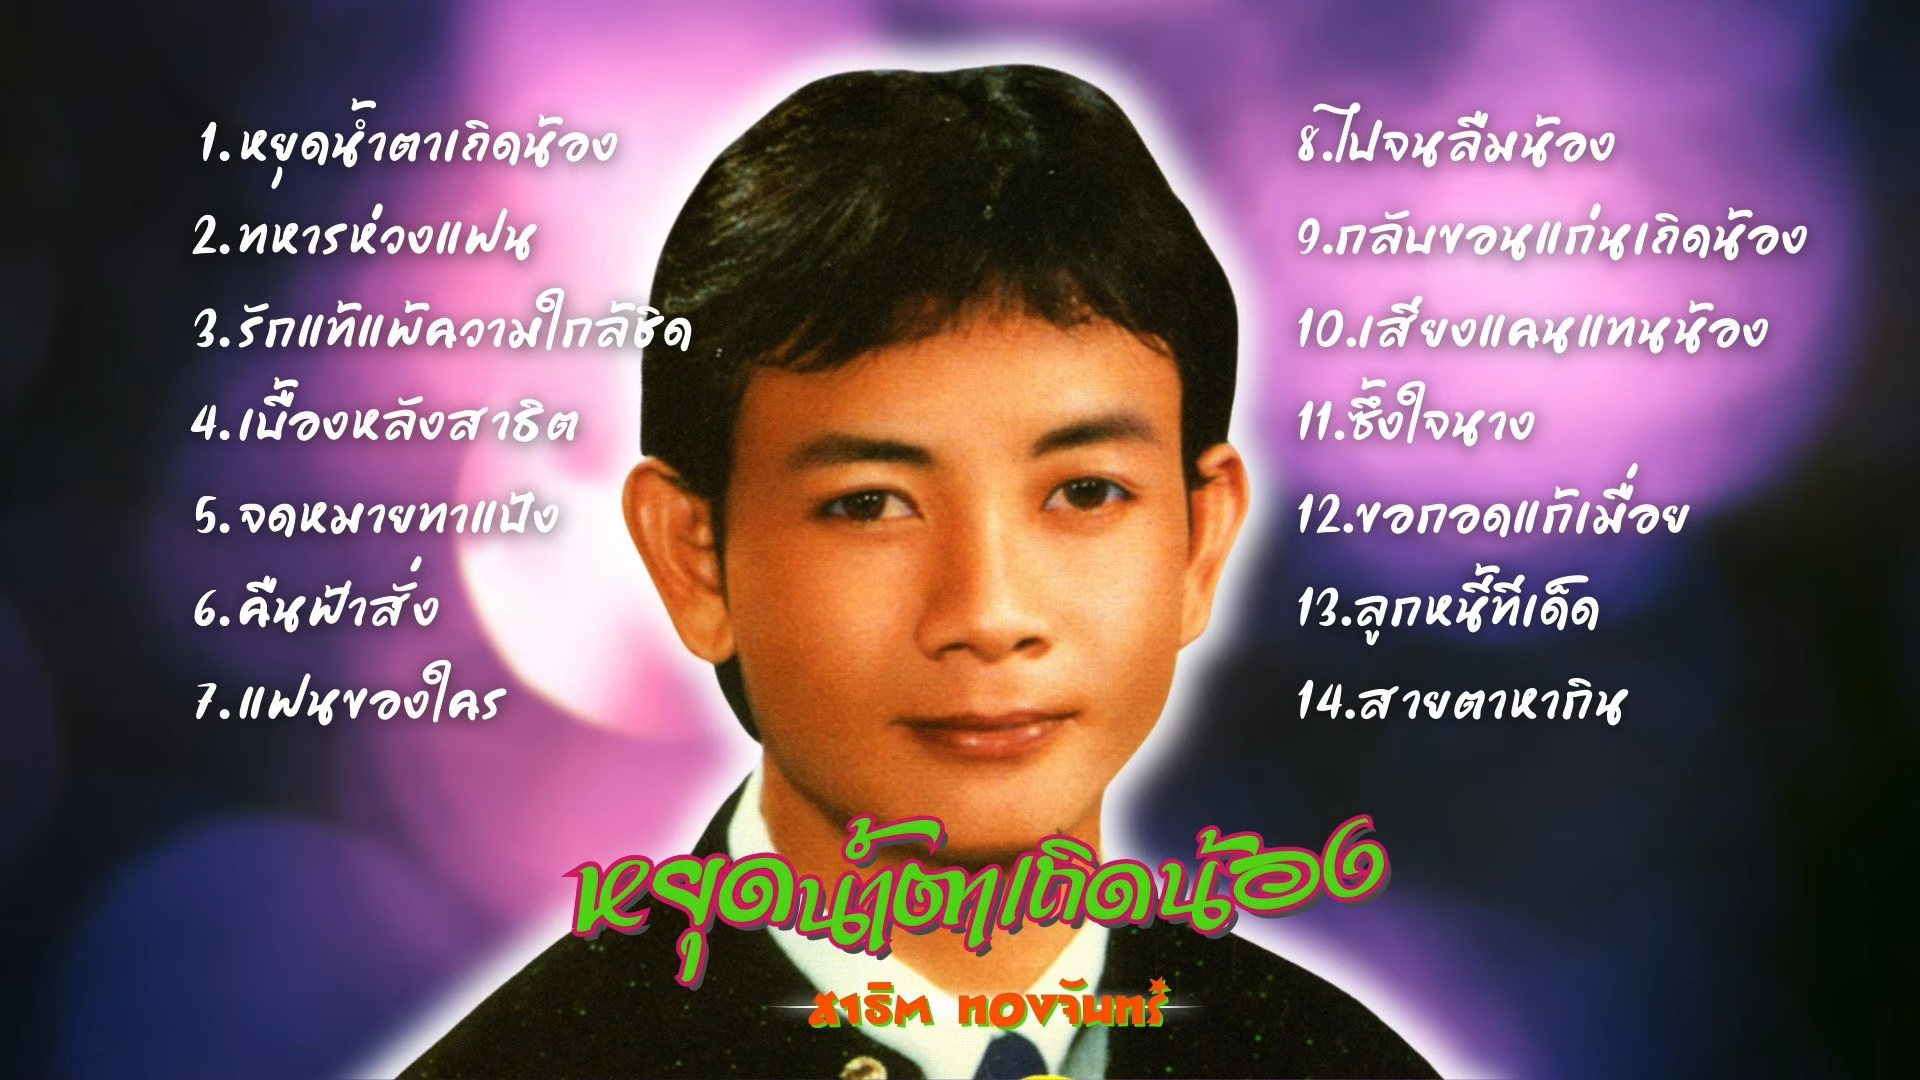 1.หยุดน้ำตาเถิดน้อง
2.ทหารห่วงแฟน
3.รักแท้แพ้ความใกล้ชิด
4.เบื้องหลังสาธิต
5.จดหมายทาแป้ง
6.คืนฟ้าสั่ง
7.แฟนของใคร
8.ไปจนลืมน้อง
9.กลับขอนแก่นเถิดน้อง
10.เสียงแคนแทนน้อง
11.ซึ้งใจนาง
12.ขอกอดแก้เมื่อย
13.ลูกหนี้ทีเด็ด
14.สายตาหากิน
หยุดน้ำตาเถิดน้อง
สาธิต ทองจันทร์